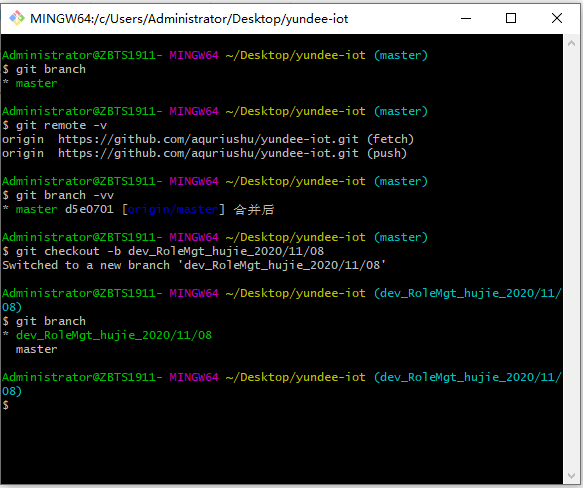 MINGW64:/c/Users/Administrator/Desktop/yundee-iot
Administrator@ZBTS1911- MINGW64 ~/Desktop/yundee-iot (master)
$ git branch
* master
Administrator@ZBTS1911- MINGW64 ~/Desktop/yundee-iot (master)
$ git remote -v
origin  https://github.com/aquriushu/yundee-iot.git (fetch)
origin  https://github.com/aquriushu/yundee-iot.git (push)
Administrator@ZBTS1911- MINGW64 ~/Desktop/yundee-iot (master)
$ git branch -vv
* master d5e0701 [origin/master] 合并后
Administrator@ZBTS1911- MINGW64 ~/Desktop/yundee-iot (master)
$ git checkout -b dev_RoleMgt_hujie_2020/11/08
Switched to a new branch 'dev_RoleMgt_hujie_2020/11/08'
Administrator@ZBTS1911- MINGW64 ~/Desktop/yundee-iot (dev_RoleMgt_hujie_2020/11/
08)
$ git branch
* dev_RoleMgt_hujie_2020/11/08
  master
Administrator@ZBTS1911- MINGW64 ~/Desktop/yundee-iot (dev_RoleMgt_hujie_2020/11/
08)
$